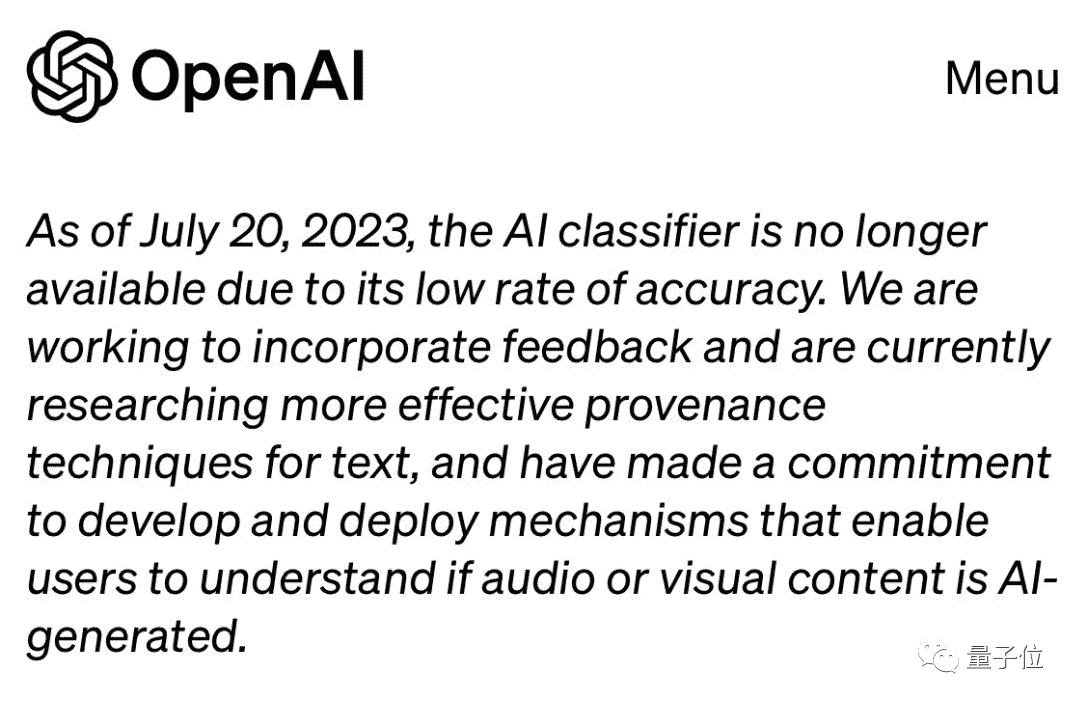 OpenAI
Menu
As of July 20, 2023, the AI classifier is no longer
available due to its low rate of accuracy. We are
working to incorporate feedback and are currently
researching more effective provenance
techniques for text, and have made a commitment
to develop and deploy mechanisms that enable
users to understand if audio or visual content is AI-
generated.
量子位